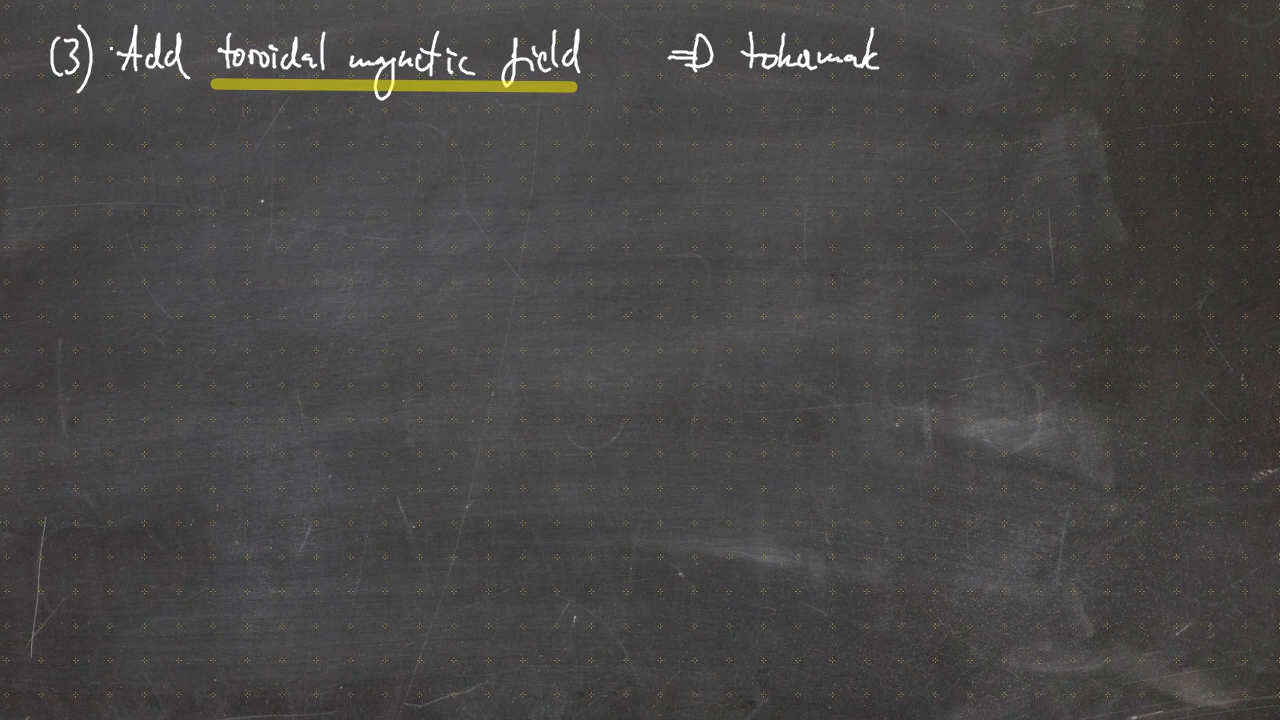 (3) Add toroidal magnetic field ⇒ tokamak